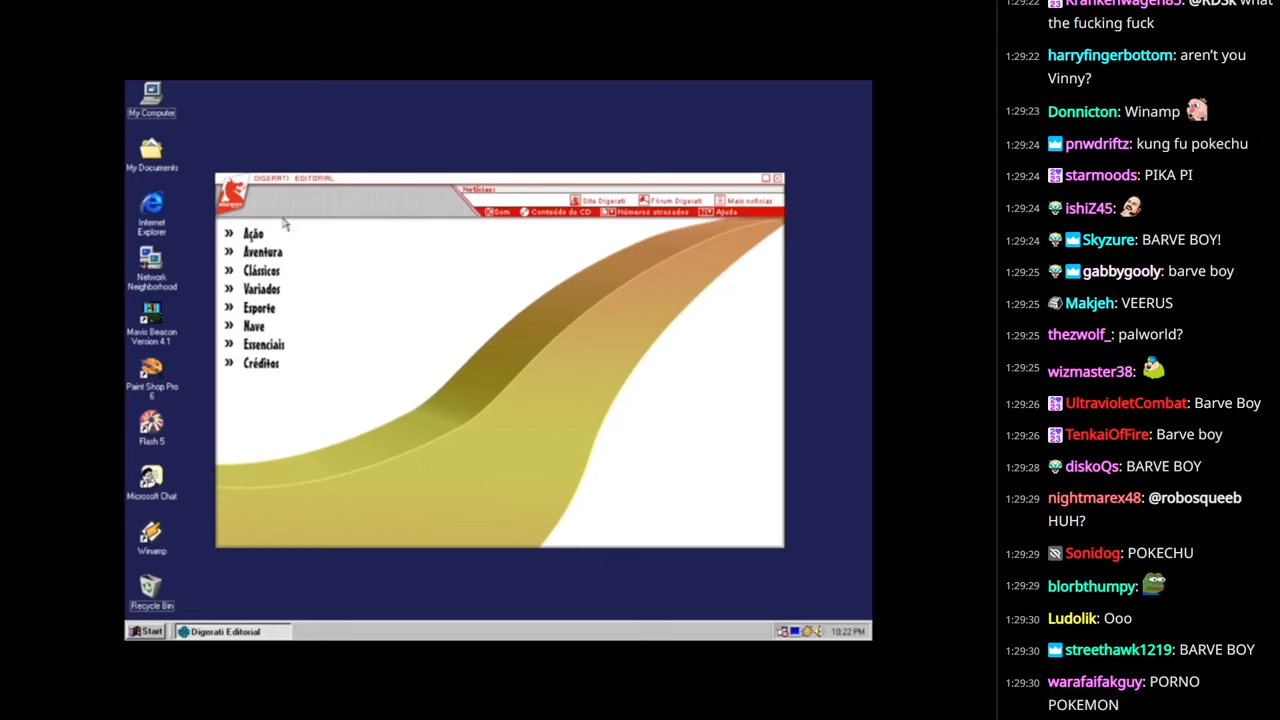 My Computer
My Documents
Internet
Explorer
Network
Neighborhood
Mavis Beacon
Version 4.1
Paint Shop Pro
6
Flash 5
Microsoft Chat
Winamp
Recycle Bin
DIGERATI EDITORIAL
Notícias:
Site Digerati Fórum Digerati Mais notícias
Som Conteúdo do CD Números atrazados Ajuda
» Ação
» Aventura
» Clássicos
» Variados
» Esporte
» Nave
» Essenciais
» Créditos
Start Digerati Editorial 10:22 PM
1:29:22 Krankenwagen83: @RDSk what
the fucking fuck
1:29:22 harryfingerbottom: aren't you
Vinny?
1:29:23 Donnicton: Winamp
1:29:24 pnwdriftz: kung fu pokechu
1:29:24 starmoods: PIKA PI
1:29:24 ishiZ45:
1:29:24 Skyzure: BARVE BOY!
1:29:25 gabbygooly: barve boy
1:29:25 Makjeh: VEERUS
1:29:25 thezwolf_: palworld?
1:29:25 wizmaster38:
1:29:26 UltravioletCombat: Barve Boy
1:29:26 TenkaiOfFire: Barve boy
1:29:28 diskoQs: BARVE BOY
1:29:29 nightmarex48: @robosqueeb
HUH?
1:29:29 Sonidog: POKECHU
1:29:29 blorbthumpy:
1:29:30 Ludolik: Ooo
1:29:30 streethawk1219: BARVE BOY
1:29:30 warafaifakguy: PORNO
POKEMON